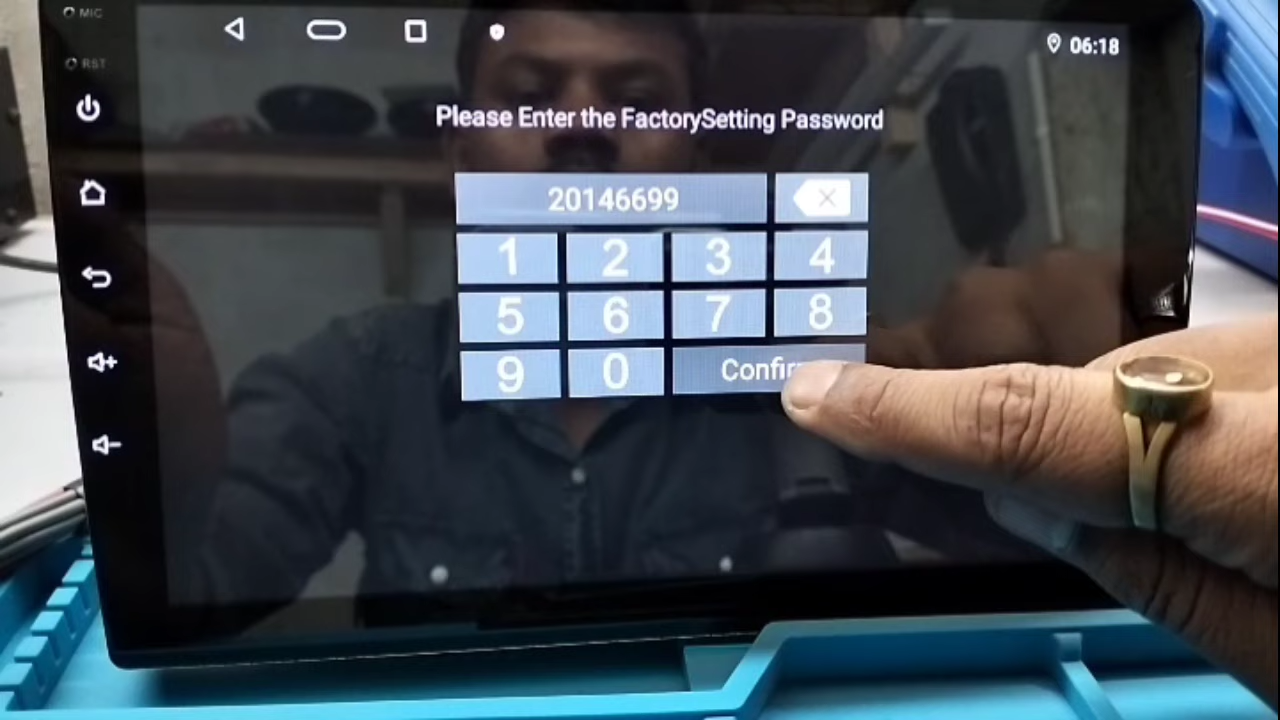 MIC
RST
06:18
Please Enter the FactorySetting Password
20146699
1 2 3 4
5 6 7 8
9 0 Confir